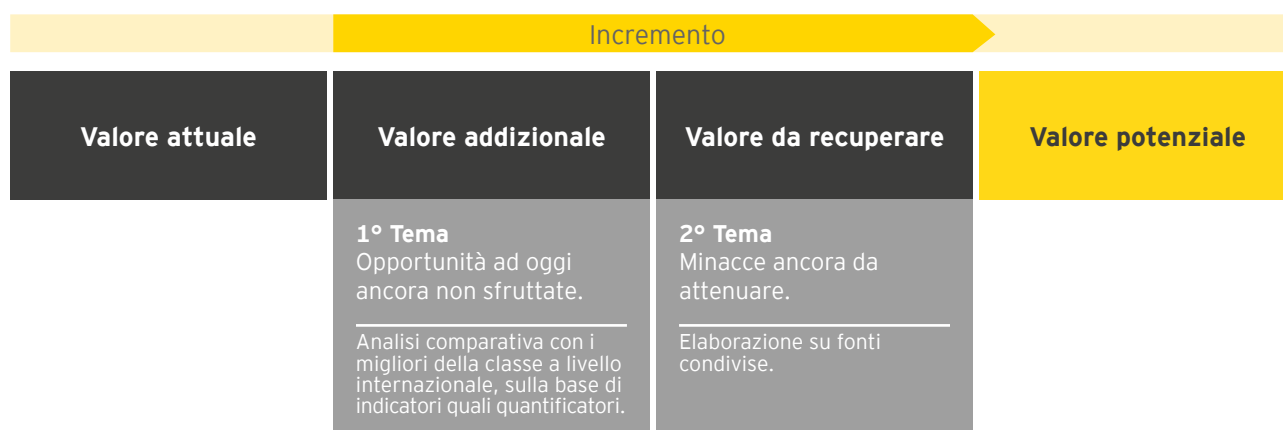 Incremento
Valore attuale
Valore addizionale
Valore da recuperare
Valore potenziale
1° Tema
Opportunità ad oggi
ancora non sfruttate.
Analisi comparativa con i
migliori della classe a livello
internazionale, sulla base di
indicatori quali quantificatori.
2° Tema
Minacce ancora da
attenuare.
Elaborazione su fonti
condivise.